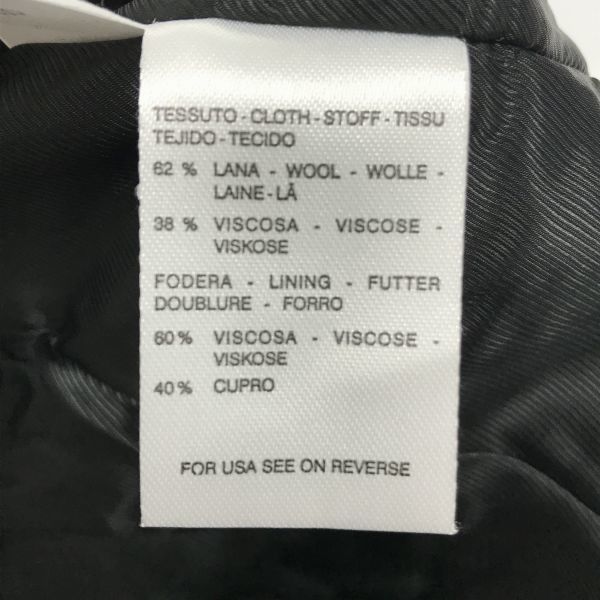 TESSUTO - CLOTH - STOFF - TISSU
TEJIDO - TECIDO
62 % LANA - WOOL - WOLLE -
LAINE - LÃ
38 % VISCOSA - VISCOSE -
VISKOSE
FODERA - LINING - FUTTER
DOUBLURE - FORRO
60% VISCOSA - VISCOSE -
VISKOSE
40% CUPRO
FOR USA SEE ON REVERSE